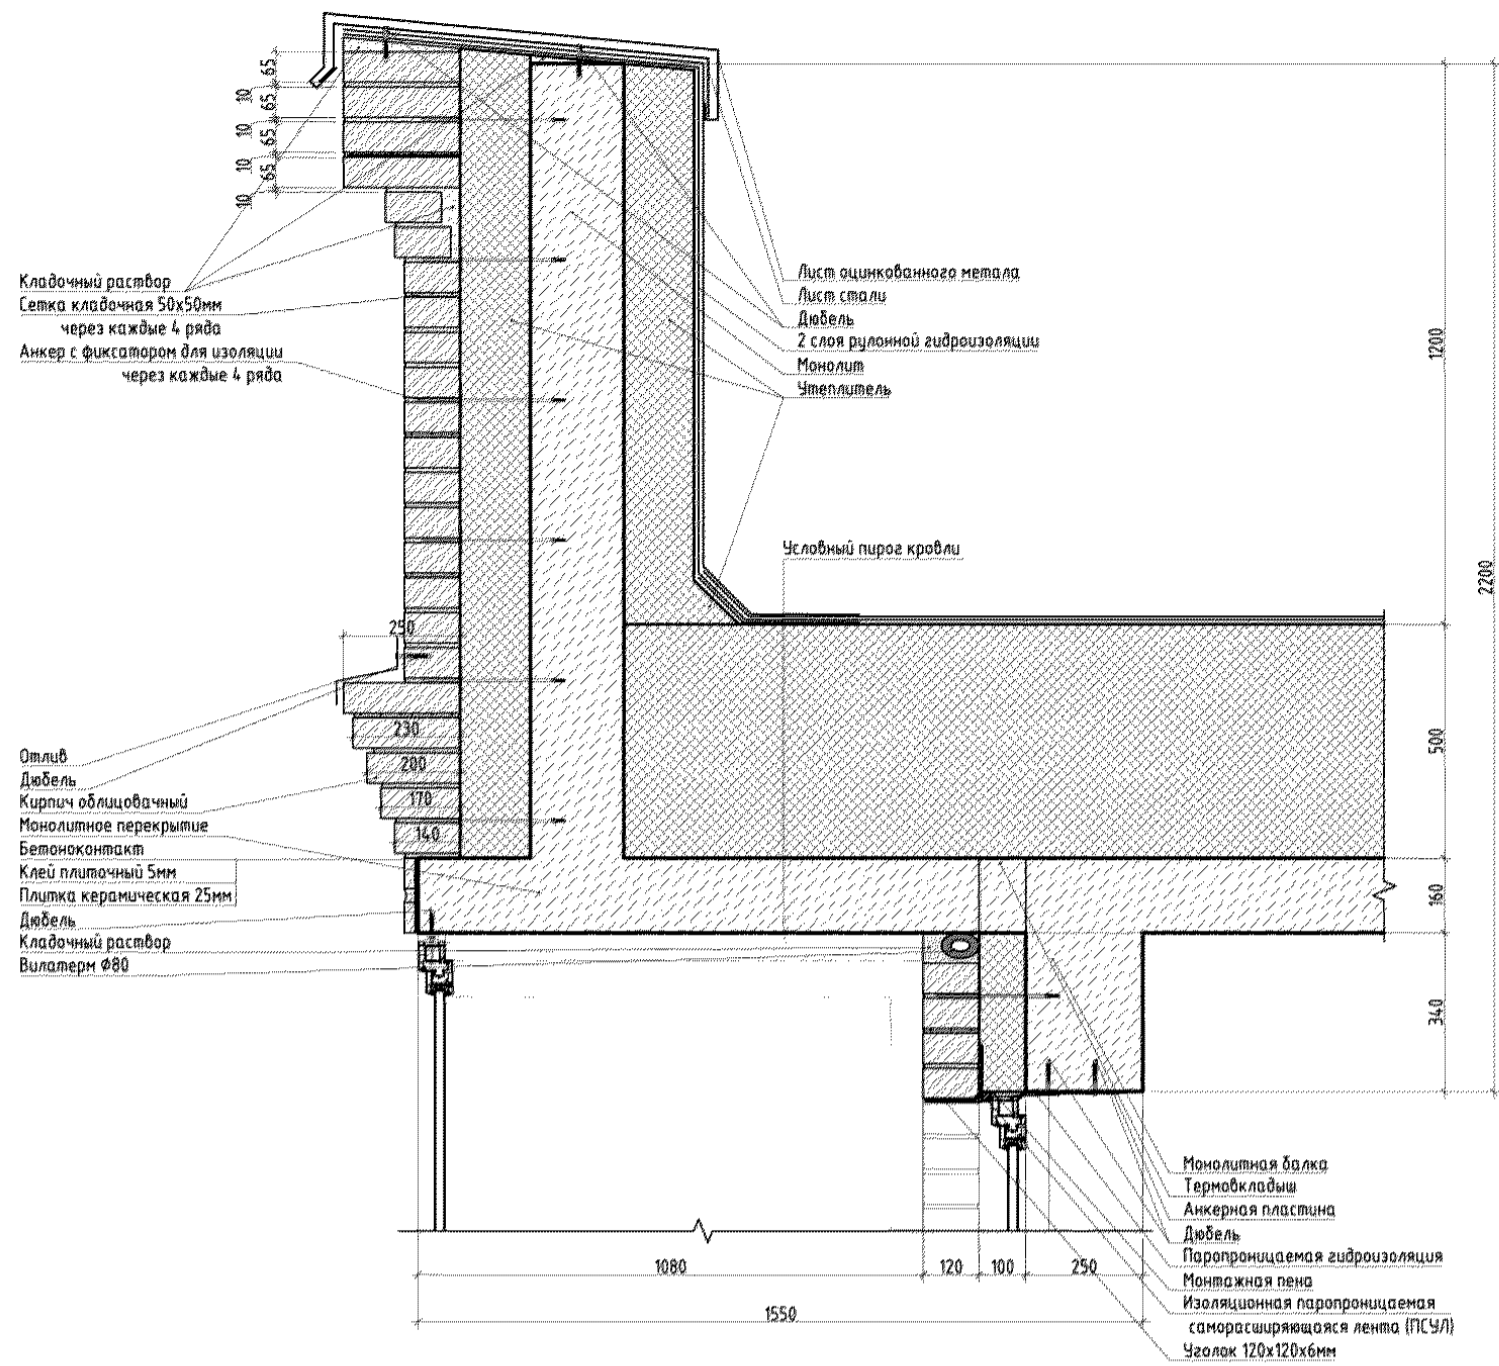 65
10
65
10
65
10
65
10
Кладочный раствор
Сетка кладочная 50х50мм
через каждые 4 ряда
Анкер с фиксатором для изоляции
через каждые 4 ряда
Лист оцинкованного метала
Лист стали
Дюбель
2 слоя рулонной гидроизоляции
Монолит
Утеплитель
1200
2200
Условный пирог кровли
250
230
200
170
140
500
160
340
Отлив
Дюбель
Кирпич облицовачный
Монолитное перекрытие
Бетоноконтакт
Клей плиточный 5мм
Плитка керамическая 25мм
Дюбель
Кладочный раствор
Вилатерм Ф80
Монолитная балка
Термовкладыш
Анкерная пластина
Дюбель
Паропроницаемая гидроизоляция
Монтажная пена
Изоляционная паропроницаемая
саморасширяющаяся лента (ПСУЛ)
Уголок 120х120х6мм
1080
120
100
250
1550